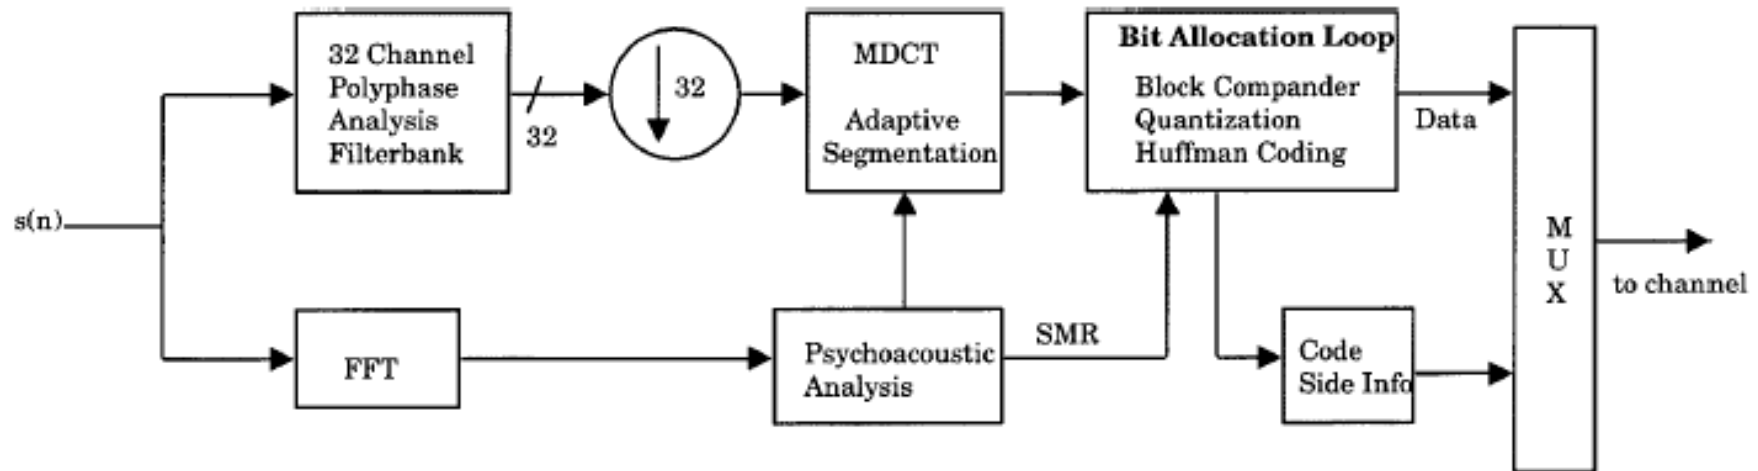 32 Channel
Polyphase
Analysis
Filterbank
32
32
MDCT
Adaptive
Segmentation
Bit Allocation Loop
Block Compander
Quantization
Huffman Coding
Data
s(n)
M
U
X
to channel
FFT
Psychoacoustic
Analysis
SMR
Code
Side Info